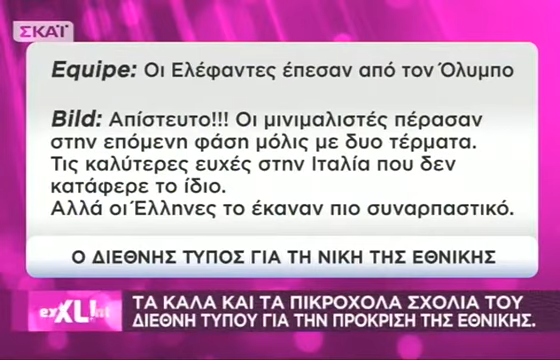 ΣΚΑΪ
Equipe: Οι Ελέφαντες έπεσαν από τον Όλυμπο
Bild: Απίστευτο!!! Οι μινιμαλιστές πέρασαν
στην επόμενη φάση μόλις με δυο τέρματα.
Τις καλύτερες ευχές στην Ιταλία που δεν
κατάφερε το ίδιο.
Αλλά οι Έλληνες το έκαναν πιο συναρπαστικό.
Ο ΔΙΕΘΝΗΣ ΤΥΠΟΣ ΓΙΑ ΤΗ ΝΙΚΗ ΤΗΣ ΕΘΝΙΚΗΣ
ΤΑ ΚΑΛΑ ΚΑΙ ΤΑ ΠΙΚΡΟΧΟΛΑ ΣΧΟΛΙΑ ΤΟΥ
ΔΙΕΘΝΗ ΤΥΠΟΥ ΓΙΑ ΤΗΝ ΠΡΟΚΡΙΣΗ ΤΗΣ ΕΘΝΙΚΗΣ.